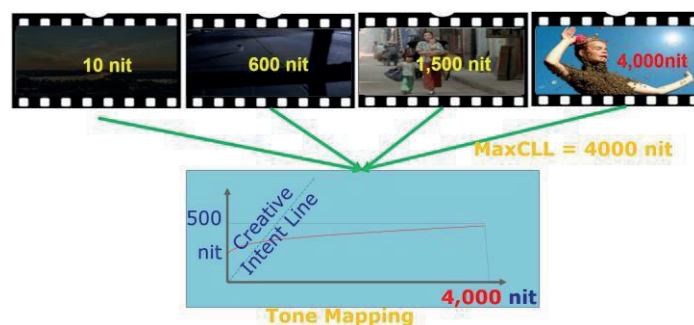 10 nit
600 nit
1,500 nit
4,000nit
MaxCLL = 4000 nit
500
nit
Creative
Intent Line
4,000 nit
Tone Mapping